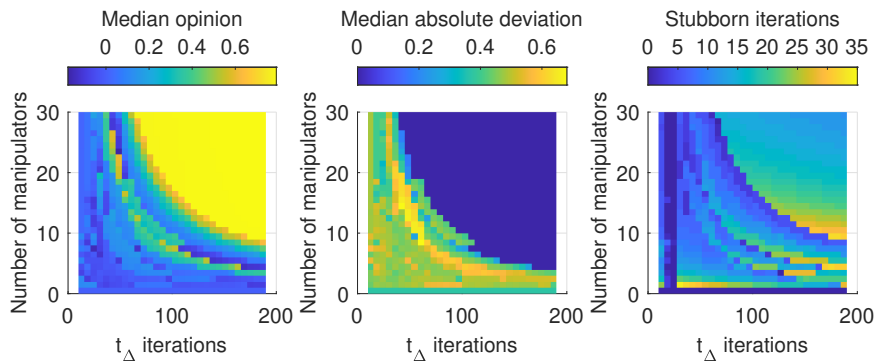 Median opinion
0 0.2 0.4 0.6
Number of manipulators
30
20
10
0
0 100 200
t_Δ iterations
Median absolute deviation
0 0.2 0.4 0.6
Number of manipulators
30
20
10
0
0 100 200
t_Δ iterations
Stubborn iterations
0 5 10 15 20 25 30 35
Number of manipulators
30
20
10
0
0 100 200
t_Δ iterations